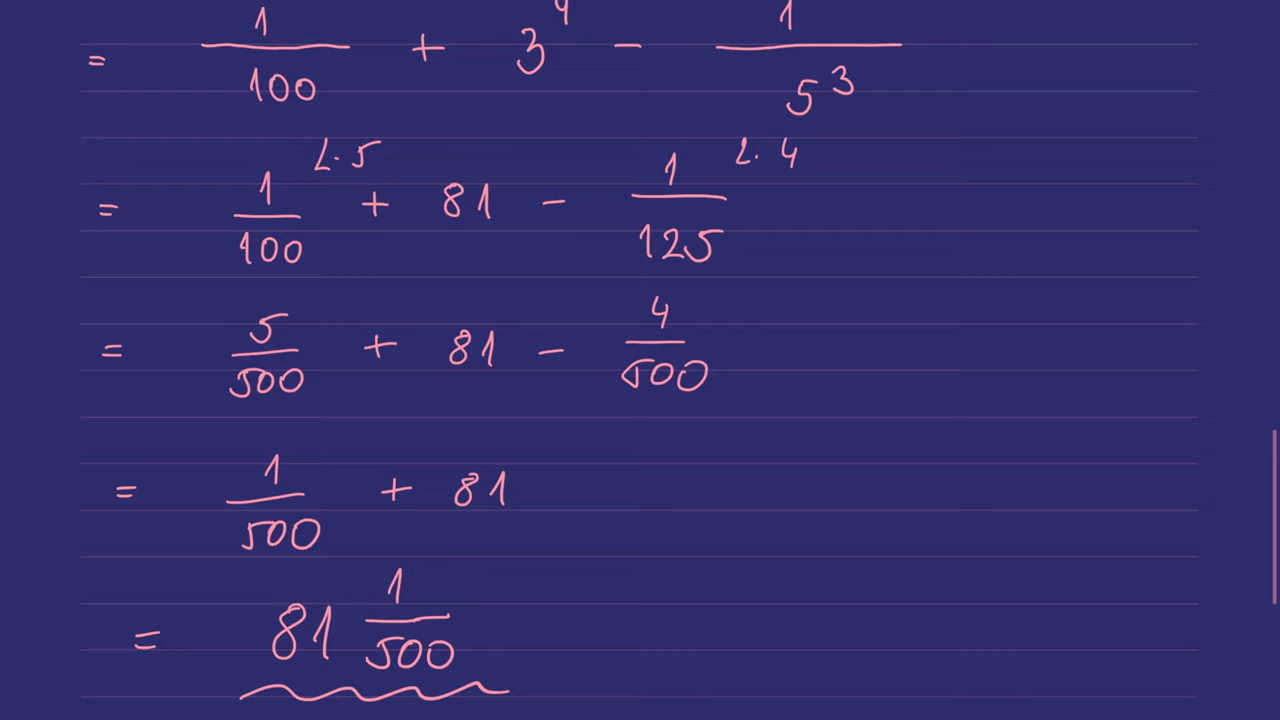 = 1/100 + 3^4 - 1/5^3
= 1/100 L·5 + 81 - 1/125 2·4
= 5/500 + 81 - 4/500
= 1/500 + 81
= 81 1/500